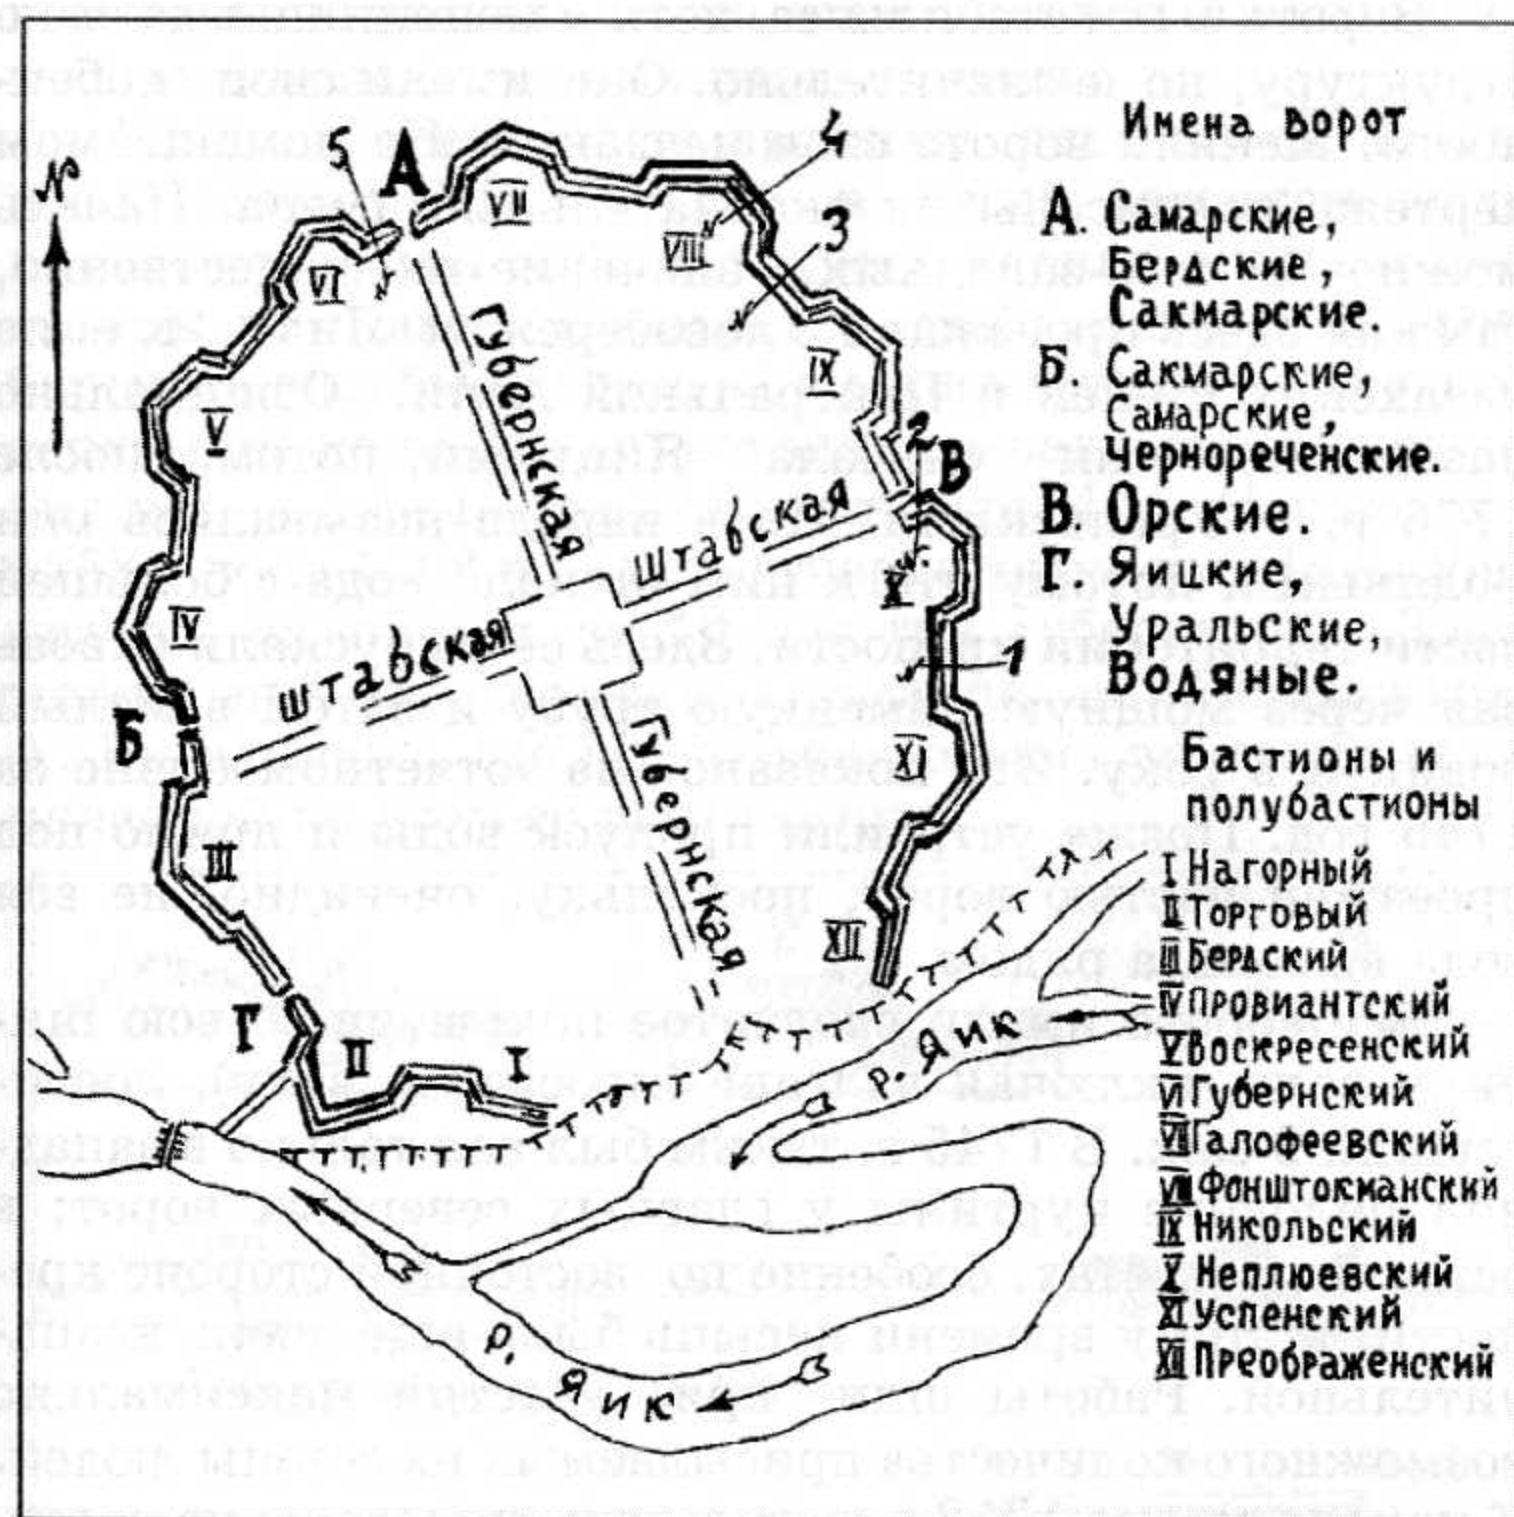 N
5
А
4
VII
VIII
3
VI
IX
V
2
В
X
IV
1
Б
XI
III
XII
Г
II
I
Губернская
Штабская
Штабская
Губернская
р. Яик
р. Яик
Имена ворот
А. Самарские,
Бердские,
Сакмарские.
Б. Сакмарские,
Самарские,
Чернореченские.
В. Орские.
Г. Яицкие,
Уральские,
Водяные.
Бастионы и
полубастионы
I Нагорный
II Торговый
III Бердский
IV Провиантский
V Воскресенский
VI Губернский
VII Галофеевский
VIII Фонштокманский
IX Никольский
X Неплюевский
XI Успенский
XII Преображенский